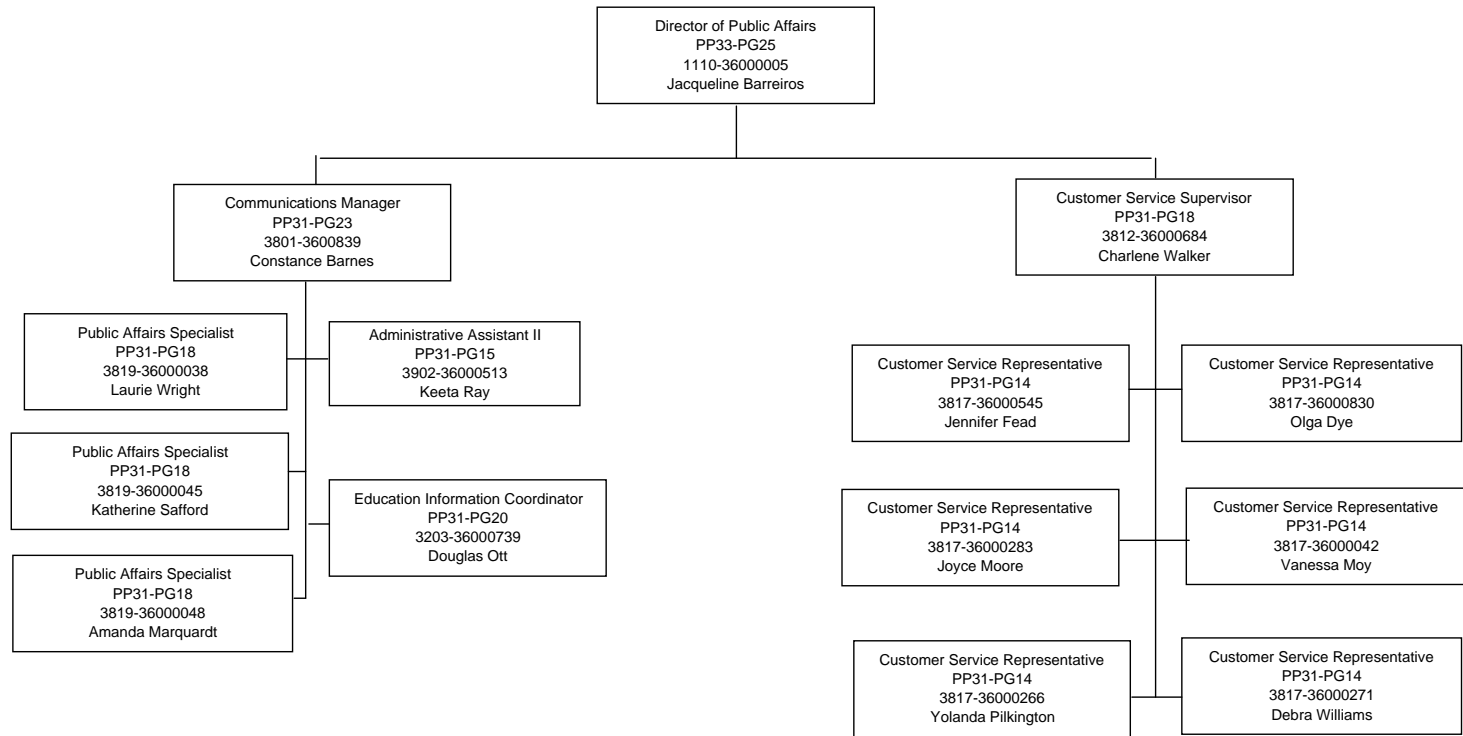 Director of Public Affairs
PP33-PG25
1110-36000005
Jacqueline Barreiros
Communications Manager
PP31-PG23
3801-3600839
Constance Barnes
Customer Service Supervisor
PP31-PG18
3812-36000684
Charlene Walker
Public Affairs Specialist
PP31-PG18
3819-36000038
Laurie Wright
Administrative Assistant II
PP31-PG15
3902-36000513
Keeta Ray
Public Affairs Specialist
PP31-PG18
3819-36000045
Katherine Safford
Education Information Coordinator
PP31-PG20
3203-36000739
Douglas Ott
Public Affairs Specialist
PP31-PG18
3819-36000048
Amanda Marquardt
Customer Service Representative
PP31-PG14
3817-36000545
Jennifer Fead
Customer Service Representative
PP31-PG14
3817-36000830
Olga Dye
Customer Service Representative
PP31-PG14
3817-36000283
Joyce Moore
Customer Service Representative
PP31-PG14
3817-36000042
Vanessa Moy
Customer Service Representative
PP31-PG14
3817-36000266
Yolanda Pilkington
Customer Service Representative
PP31-PG14
3817-36000271
Debra Williams